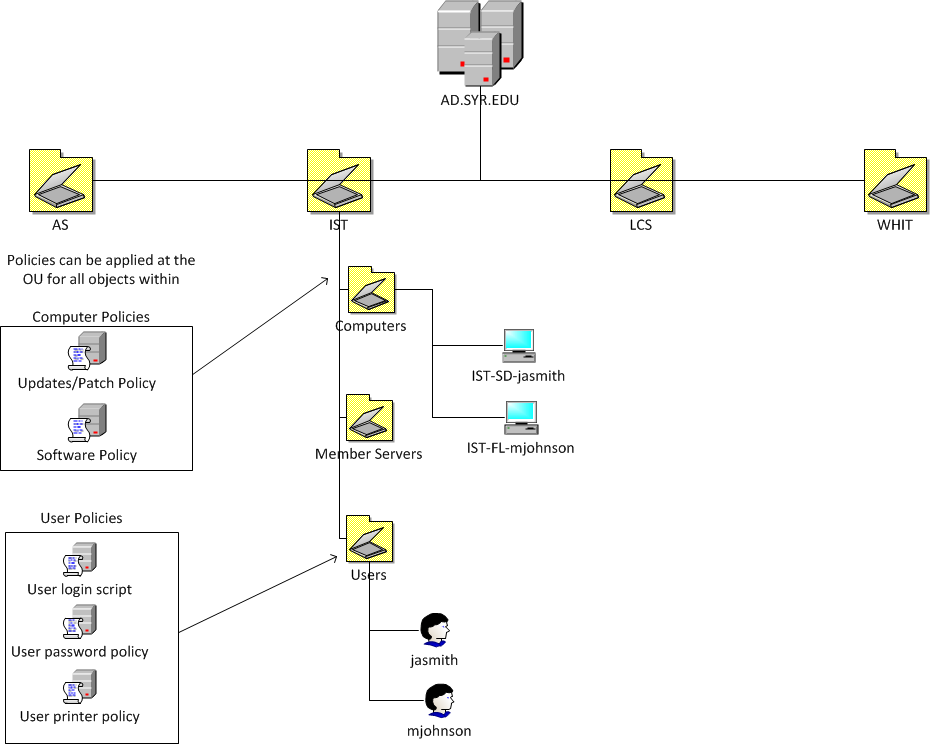 AD.SYR.EDU
AS
IST
LCS
WHIT
Policies can be applied at the
OU for all objects within
Computer Policies
Updates/Patch Policy
Software Policy
Computers
IST-SD-jasmith
IST-FL-mjohnson
Member Servers
User Policies
User login script
User password policy
User printer policy
Users
jasmith
mjohnson